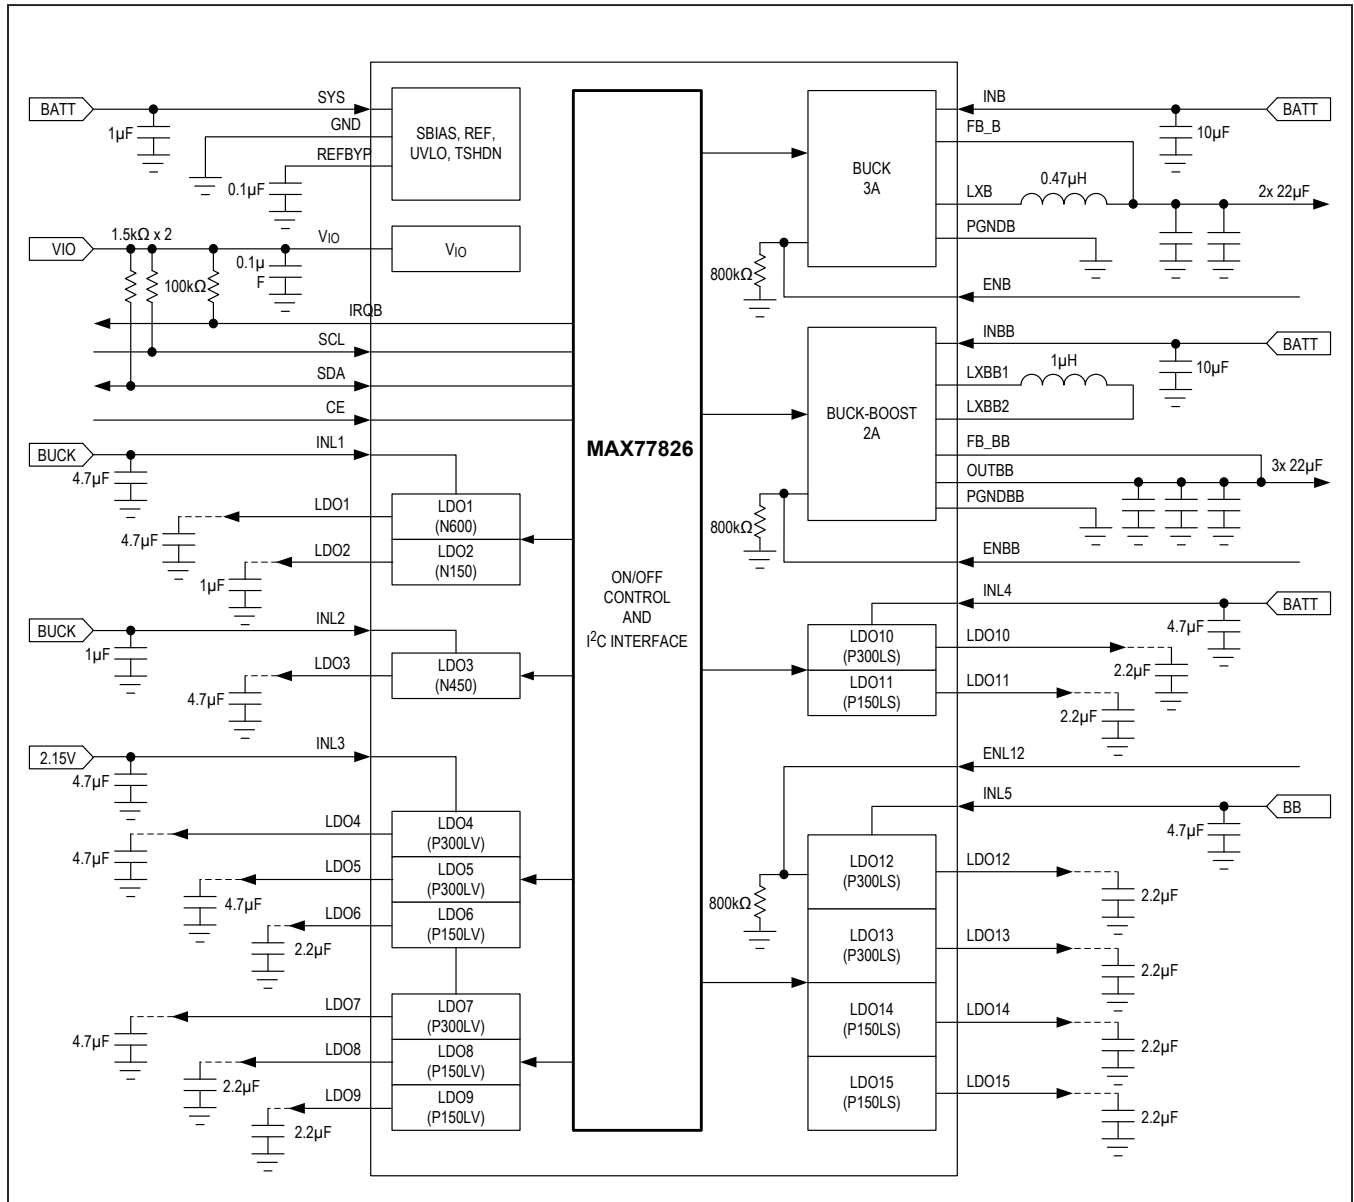 BATT
SYS
1µF
GND
REFBYP
0.1µF
SBIAS, REF,
UVLO, TSHDN
VIO
1.5kΩ x 2
VIO
0.1µ
F
VIO
100kΩ
IRQB
SCL
SDA
CE
BUCK
INL1
4.7µF
LDO1
4.7µF
LDO1
(N600)
LDO2
1µF
LDO2
(N150)
BUCK
INL2
1µF
LDO3
4.7µF
LDO3
(N450)
2.15V
INL3
4.7µF
LDO4
4.7µF
LDO4
(P300LV)
LDO5
4.7µF
LDO5
(P300LV)
LDO6
2.2µF
LDO6
(P150LV)
LDO7
4.7µF
LDO7
(P300LV)
LDO8
2.2µF
LDO8
(P150LV)
LDO9
2.2µF
LDO9
(P150LV)
MAX77826
ON/OFF
CONTROL
AND
I2C INTERFACE
BUCK
3A
INB
BATT
10µF
FB_B
LXB
0.47µH
2x 22µF
PGNDB
800kΩ
ENB
BUCK-BOOST
2A
INBB
BATT
10µF
LXBB1
1µH
LXBB2
FB_BB
OUTBB
3x 22µF
PGNDBB
800kΩ
ENBB
INL4
BATT
4.7µF
LDO10
(P300LS)
LDO10
2.2µF
LDO11
(P150LS)
LDO11
2.2µF
ENL12
INL5
BB
4.7µF
800kΩ
LDO12
(P300LS)
LDO12
2.2µF
LDO13
(P300LS)
LDO13
2.2µF
LDO14
(P150LS)
LDO14
2.2µF
LDO15
(P150LS)
LDO15
2.2µF